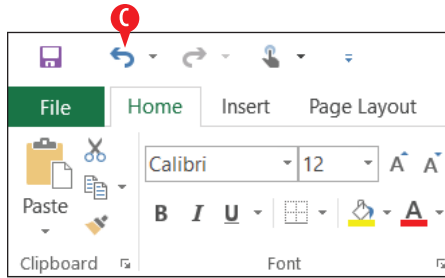 C
File Home Insert Page Layout
Calibri 12 A A
Paste B I U A
Clipboard Font